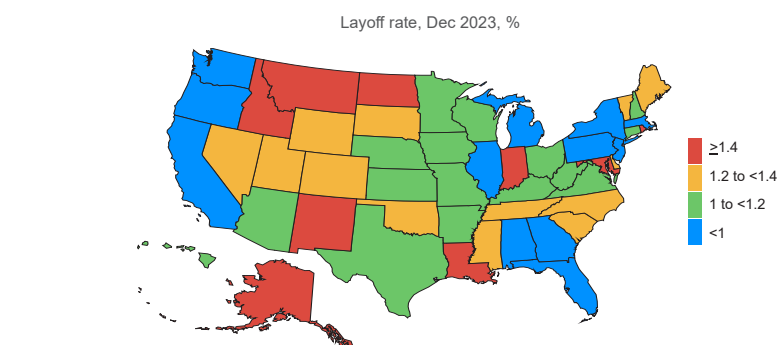 Layoff rate, Dec 2023, %
≥1.4
1.2 to <1.4
1 to <1.2
<1